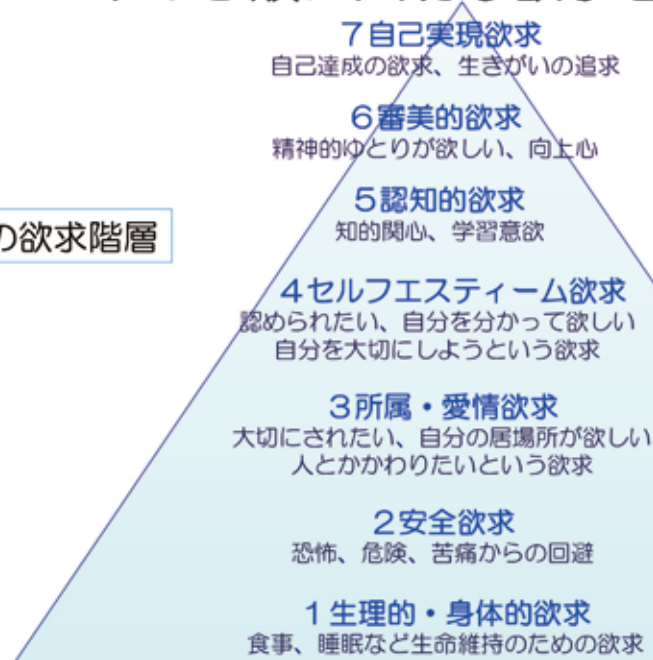 7自己実現欲求
自己達成の欲求、生きがいの追求
6審美的欲求
精神的ゆとりが欲しい、向上心
5認知的欲求
知的関心、学習意欲
の欲求階層
4セルフエスティーム欲求
認められたい、自分を分かって欲しい
自分を大切にしようという欲求
3所属・愛情欲求
大切にされたい、自分の居場所が欲しい
人とかかわりたいという欲求
2安全欲求
恐怖、危険、苦痛からの回避
1生理的・身体的欲求
食事、睡眠など生命維持のための欲求